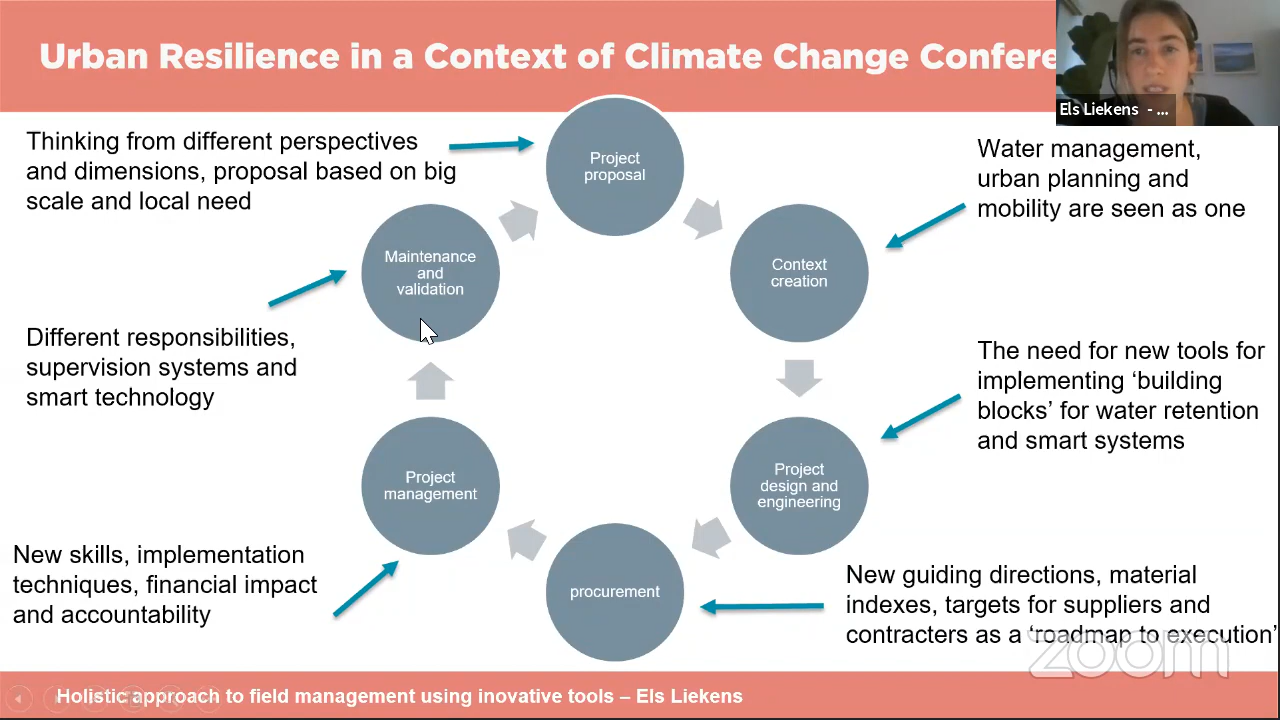 Urban Resilience in a Context of Climate Change Confere
Els Liekens - ...
Thinking from different perspectives
and dimensions, proposal based on big
scale and local need
Project
proposal
Water management,
urban planning and
mobility are seen as one
Context
creation
Maintenance
and
validation
Different responsibilities,
supervision systems and
smart technology
The need for new tools for
implementing ‘building
blocks’ for water retention
and smart systems
Project
design and
engineering
Project
management
New skills, implementation
techniques, financial impact
and accountability
procurement
New guiding directions, material
indexes, targets for suppliers and
contracters as a ‘roadmap to execution’
zoom
Holistic approach to field management using inovative tools – Els Liekens